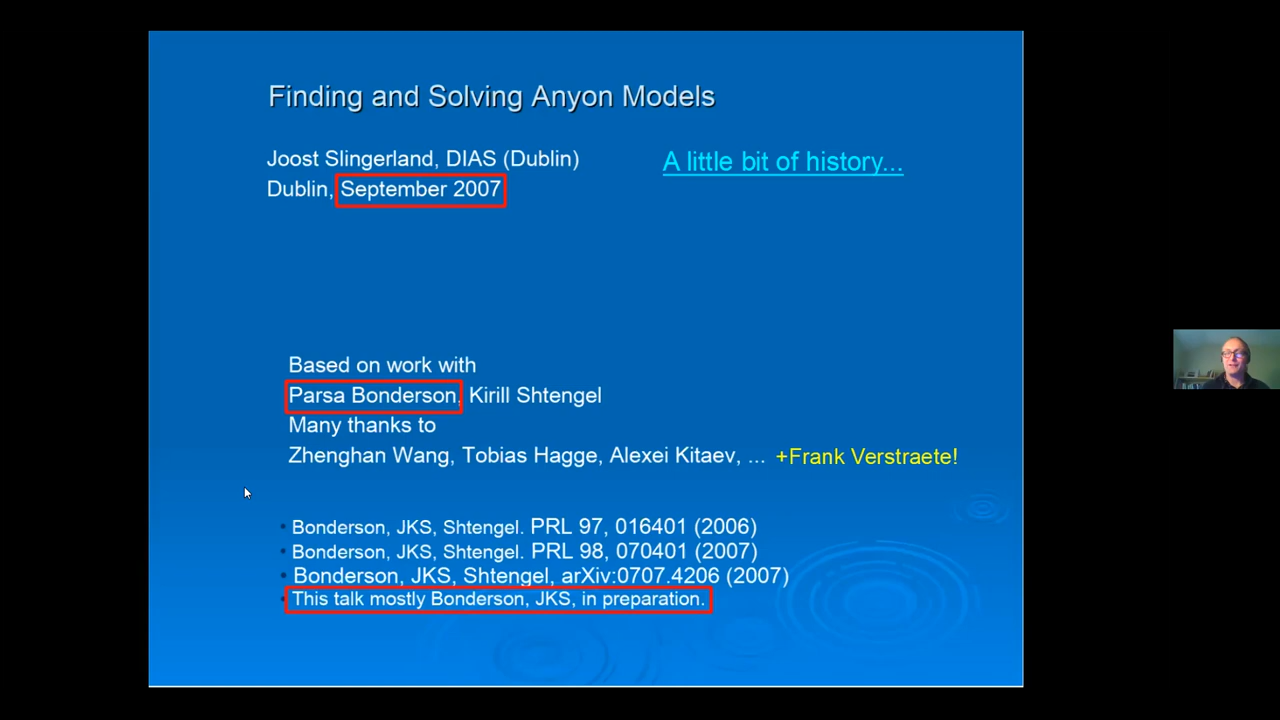 Finding and Solving Anyon Models
Joost Slingerland, DIAS (Dublin)
A little bit of history...
Dublin, September 2007
Based on work with
Parsa Bonderson, Kirill Shtengel
Many thanks to
Zhenghan Wang, Tobias Hagge, Alexei Kitaev, ... +Frank Verstraete!
• Bonderson, JKS, Shtengel. PRL 97, 016401 (2006)
• Bonderson, JKS, Shtengel. PRL 98, 070401 (2007)
• Bonderson, JKS, Shtengel, arXiv:0707.4206 (2007)
• This talk mostly Bonderson, JKS, in preparation.